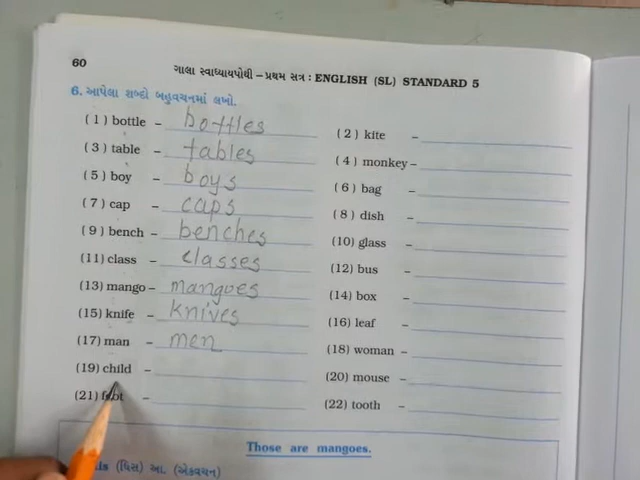 60
ગાલા સ્વાધ્યાયપોથી – પ્રથમ સત્ર : ENGLISH (SL) STANDARD 5
6. આપેલા શબ્દો બહુવચનમાં લખો.
(1) bottle – bottles (2) kite –
(3) table – tables (4) monkey –
(5) boy – boys (6) bag –
(7) cap – caps (8) dish –
(9) bench – benches (10) glass –
(11) class – classes (12) bus –
(13) mango – mangoes (14) box –
(15) knife – knives (16) leaf –
(17) man – men (18) woman –
(19) child – (20) mouse –
(21) foot – (22) tooth –
Those are mangoes.
is (ધિસ) આ. (એકવચન)